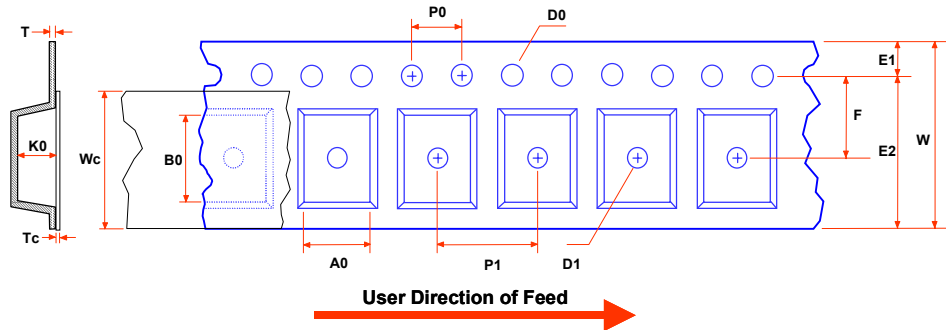 T
P0
D0
E1
F
W
K0
Wc
B0
E2
Tc
A0
P1
D1
User Direction of Feed